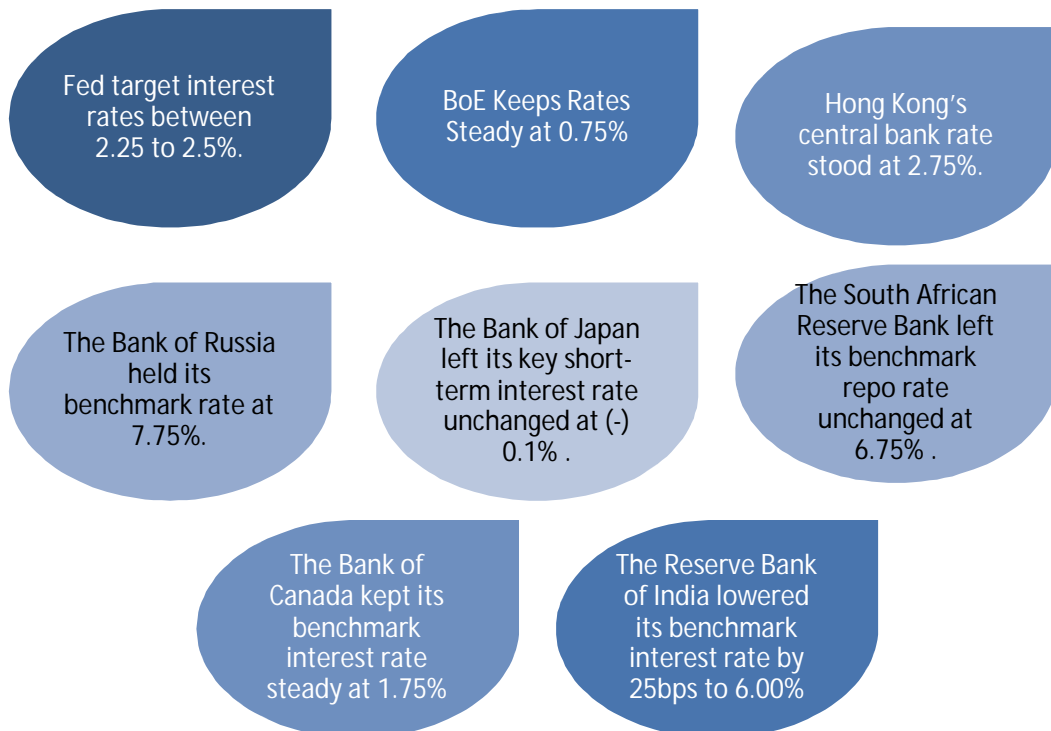 Fed target interest
rates between
2.25 to 2.5%.
BoE Keeps Rates
Steady at 0.75%
Hong Kong's
central bank rate
stood at 2.75%.
The Bank of Russia
held its
benchmark rate at
7.75%.
The Bank of Japan
left its key short-
term interest rate
unchanged at (-)
0.1% .
The South African
Reserve Bank left
its benchmark
repo rate
unchanged at
6.75% .
The Bank of
Canada kept its
benchmark
interest rate
steady at 1.75%
The Reserve Bank
of India lowered
its benchmark
interest rate by
25bps to 6.00%